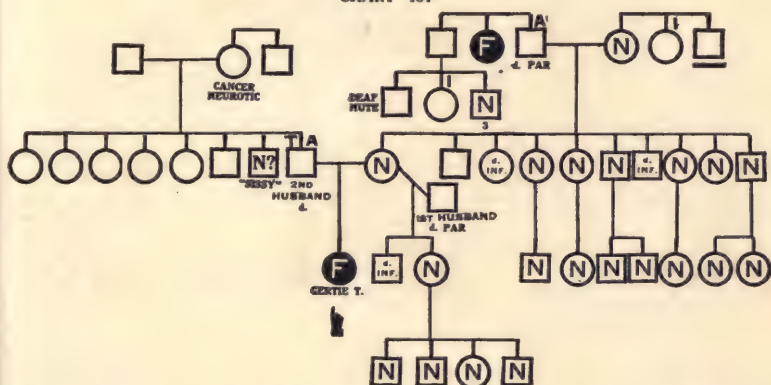 A
F N
d. PAR
CANCER
NEUROTIC
DEAF
MUTE
N
3
T A
N? N d. INF. N N N d. INF. N N N
"SISSY" 2ND
HUSBAND
d.
1ST HUSBAND
d. PAR
F d. INF. N N N N N N N N
GERTIE T.
N N N N